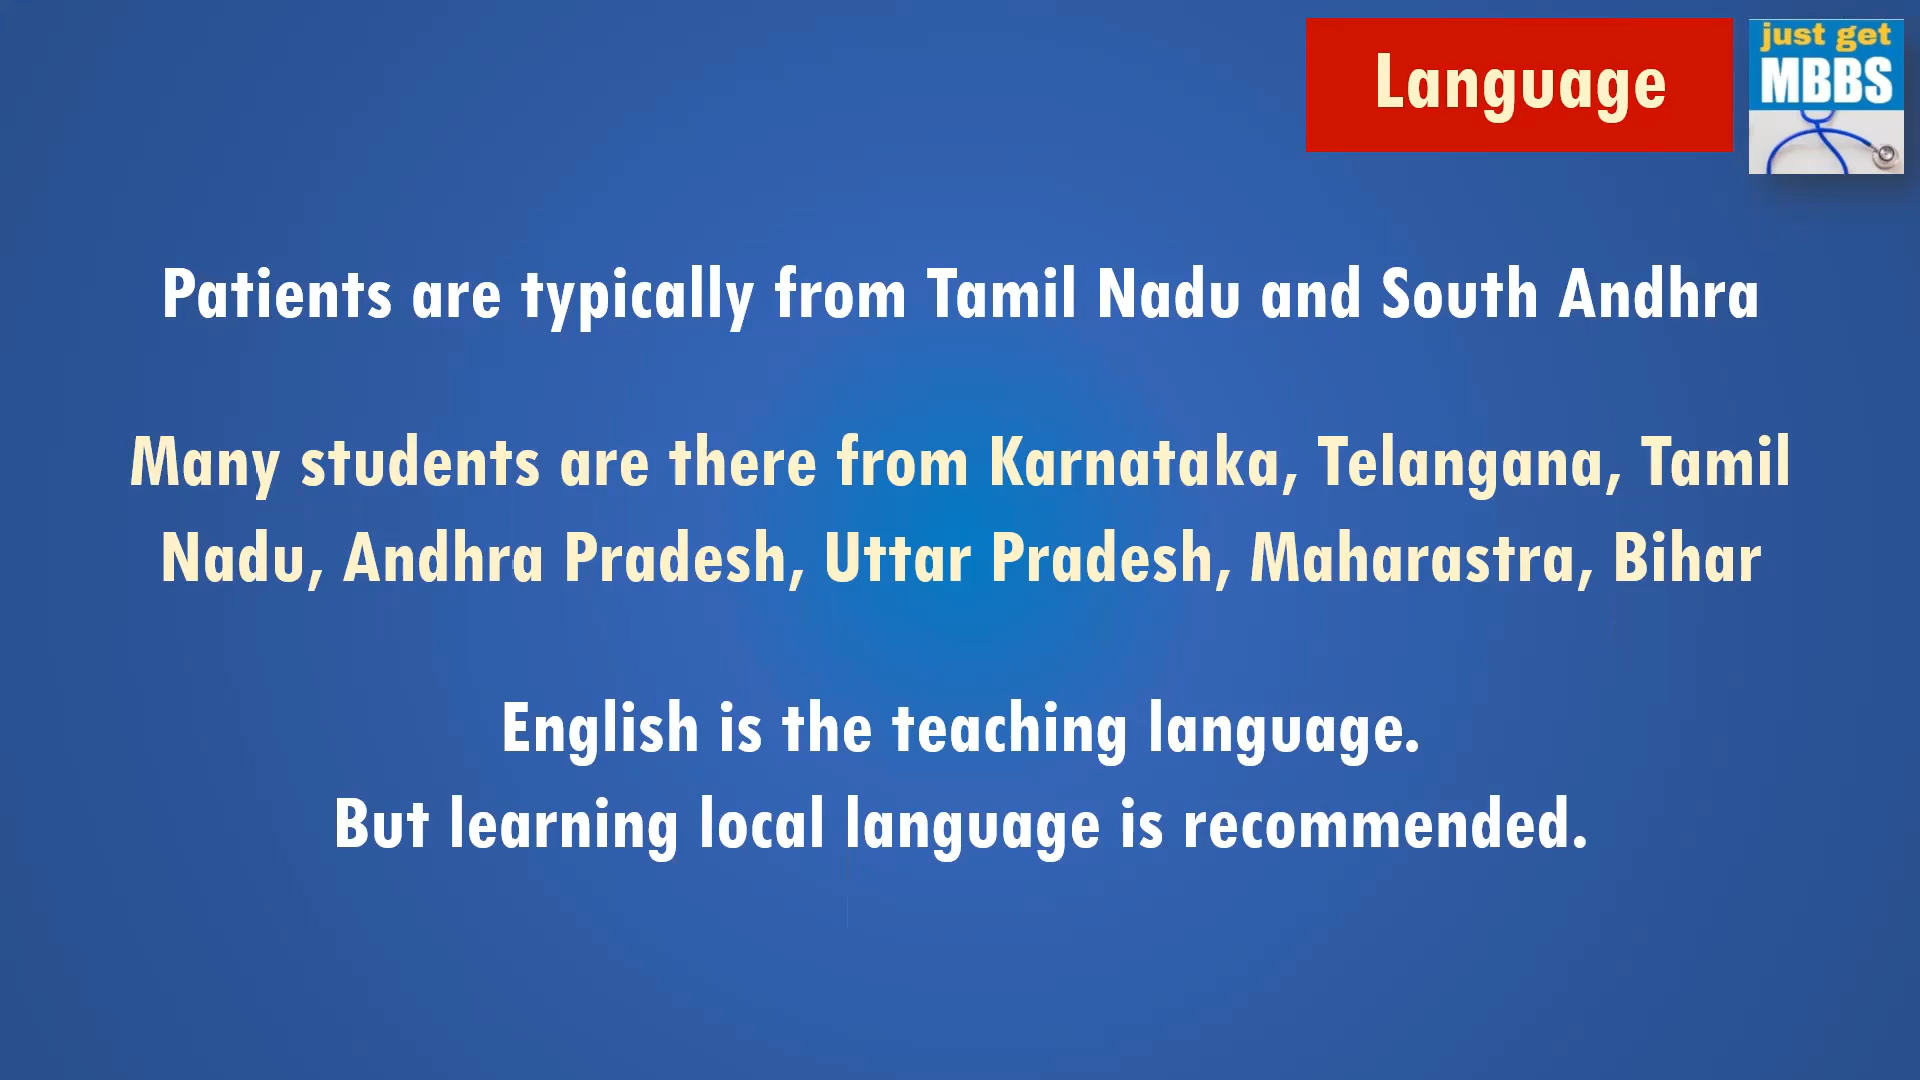 Language
just get
MBBS
Patients are typically from Tamil Nadu and South Andhra
Many students are there from Karnataka, Telangana, Tamil
Nadu, Andhra Pradesh, Uttar Pradesh, Maharastra, Bihar
English is the teaching language.
But learning local language is recommended.